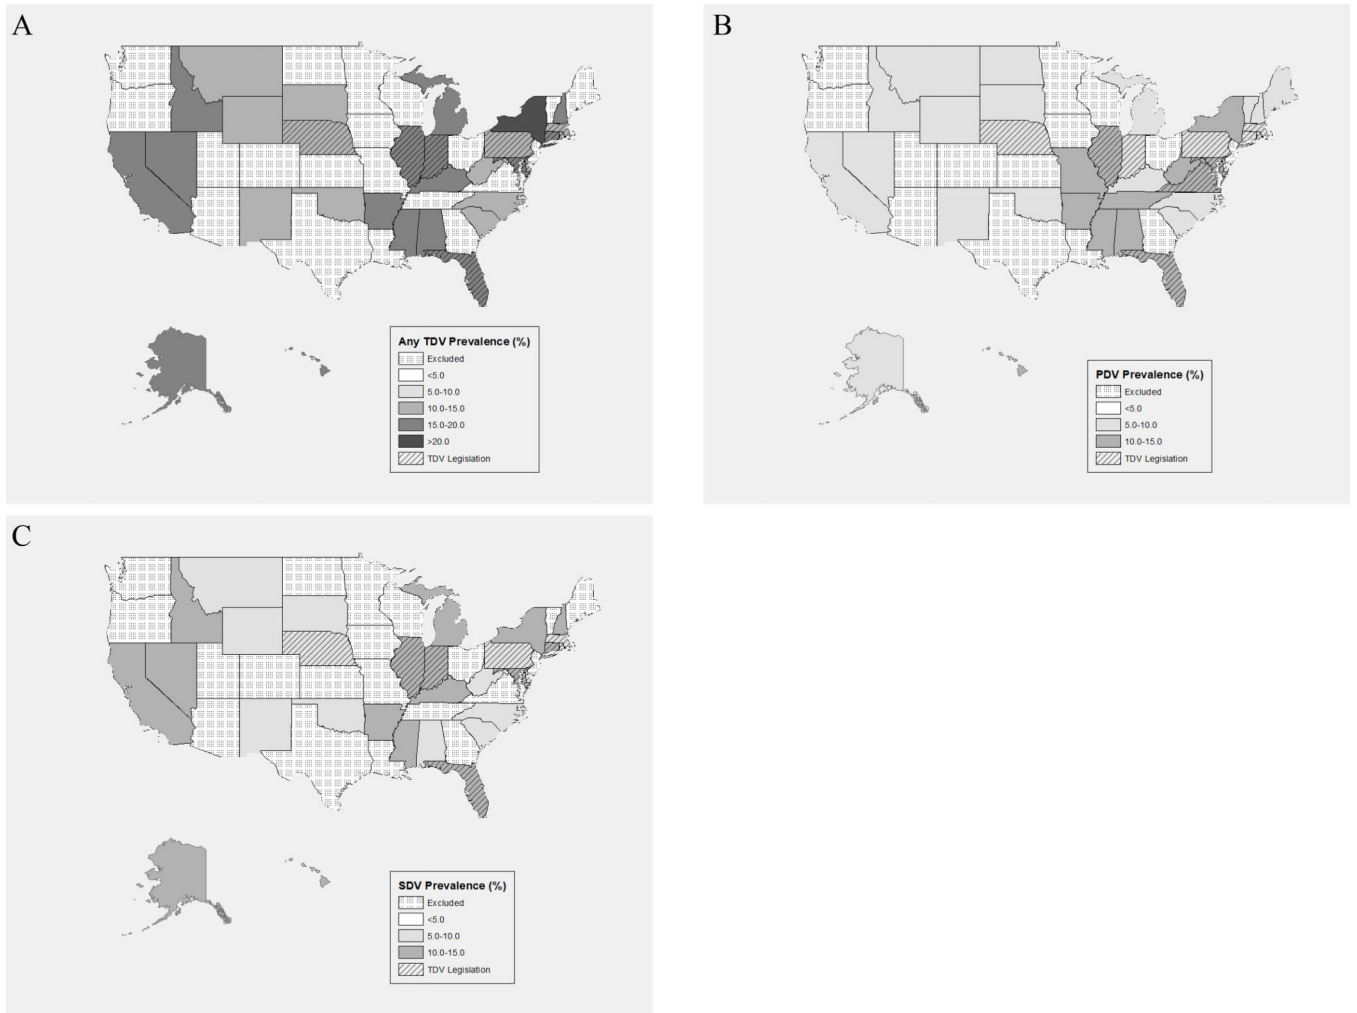 A
Any TDV Prevalence (%)
Excluded
<5.0
5.0-10.0
10.0-15.0
15.0-20.0
>20.0
TDV Legislation
B
PDV Prevalence (%)
Excluded
<5.0
5.0-10.0
10.0-15.0
TDV Legislation
C
SDV Prevalence (%)
Excluded
<5.0
5.0-10.0
10.0-15.0
TDV Legislation